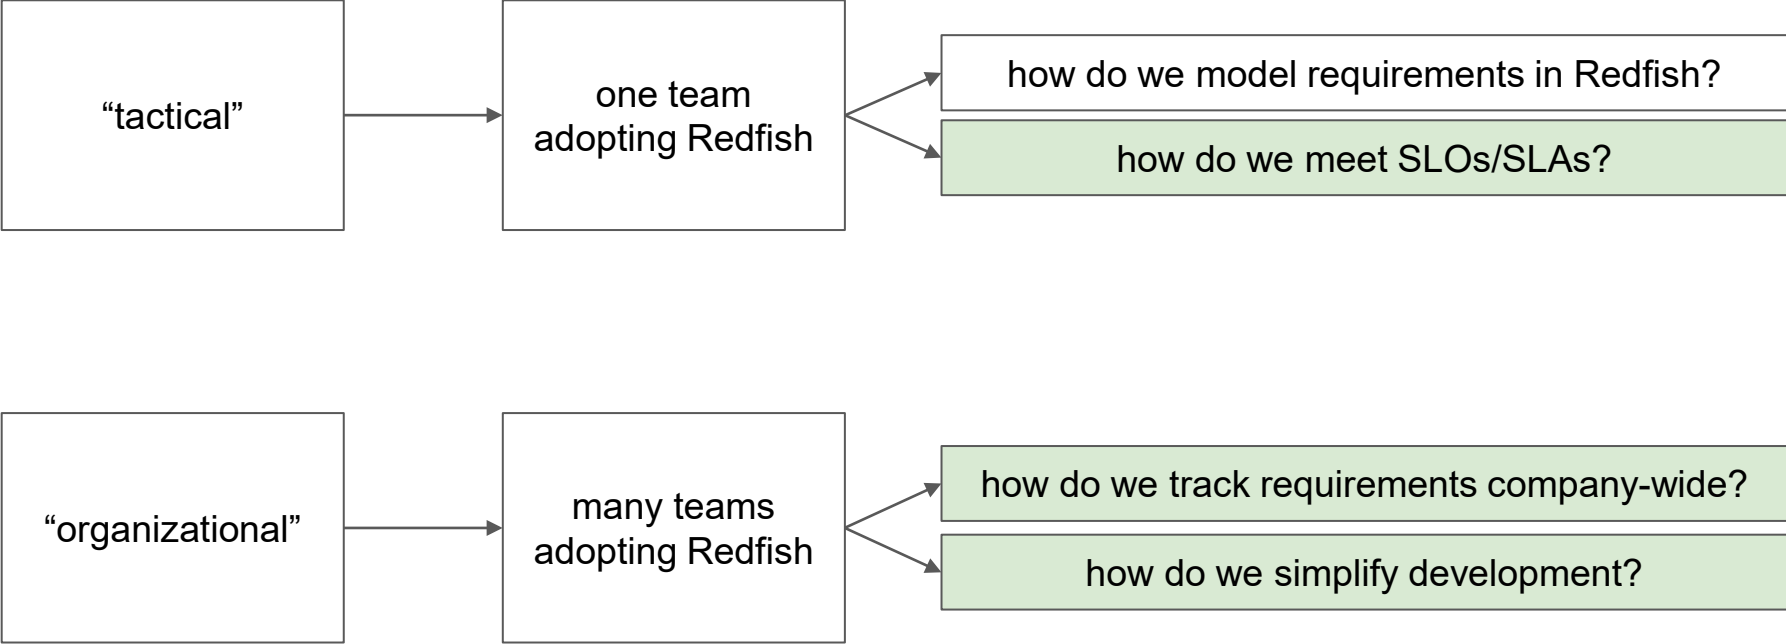 “tactical”
one team
adopting Redfish
how do we model requirements in Redfish?
how do we meet SLOs/SLAs?
“organizational”
many teams
adopting Redfish
how do we track requirements company-wide?
how do we simplify development?